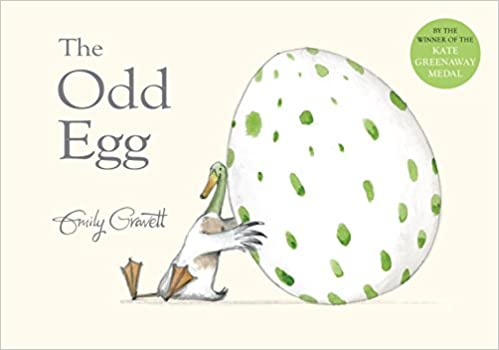 The
Odd
Egg
Emily Gravett
BY THE
WINNER OF THE
KATE
GREENAWAY
MEDAL